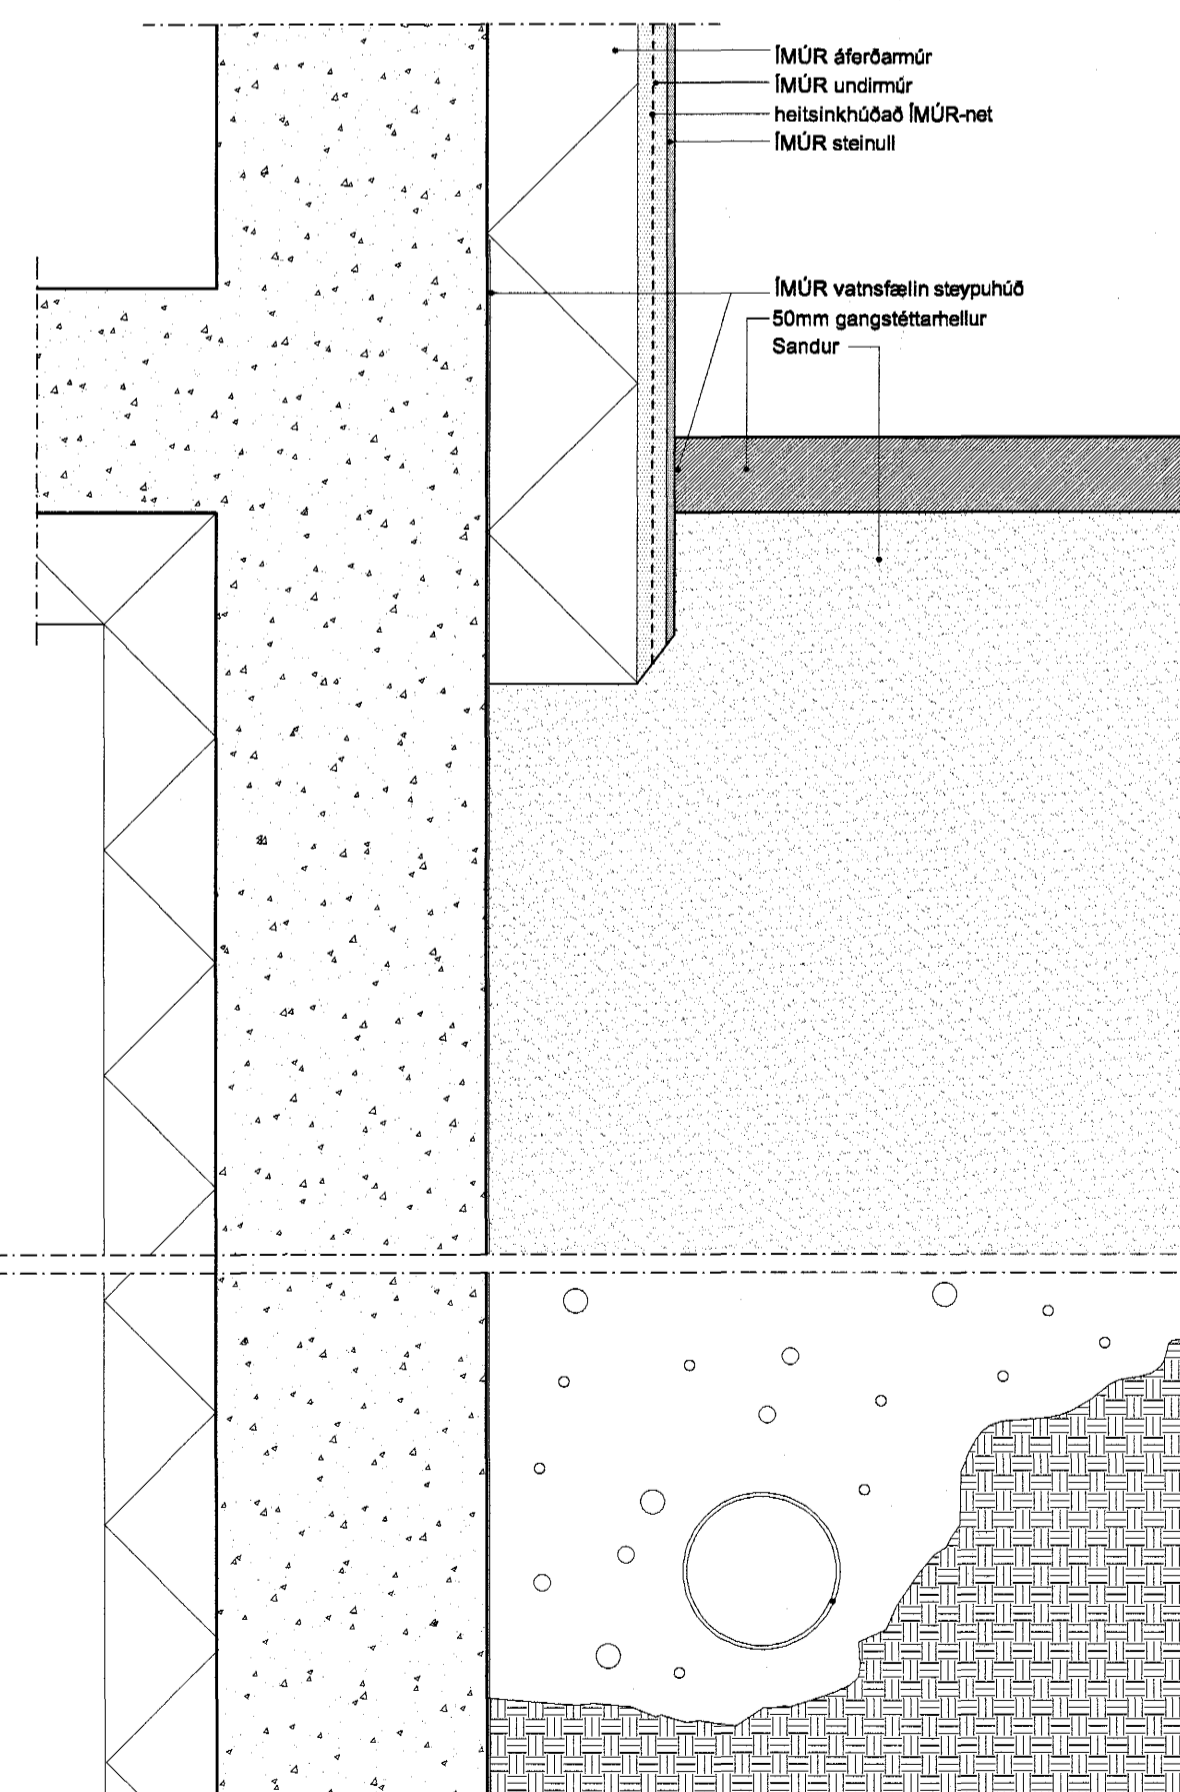 ÍMÚR áferðarmúr
ÍMÚR undirmúr
heitsinkhúðað ÍMÚR-net
ÍMÚR steinull
ÍMÚR vatnsfælin steypuhúð
50mm gangstéttarhellur
Sandur